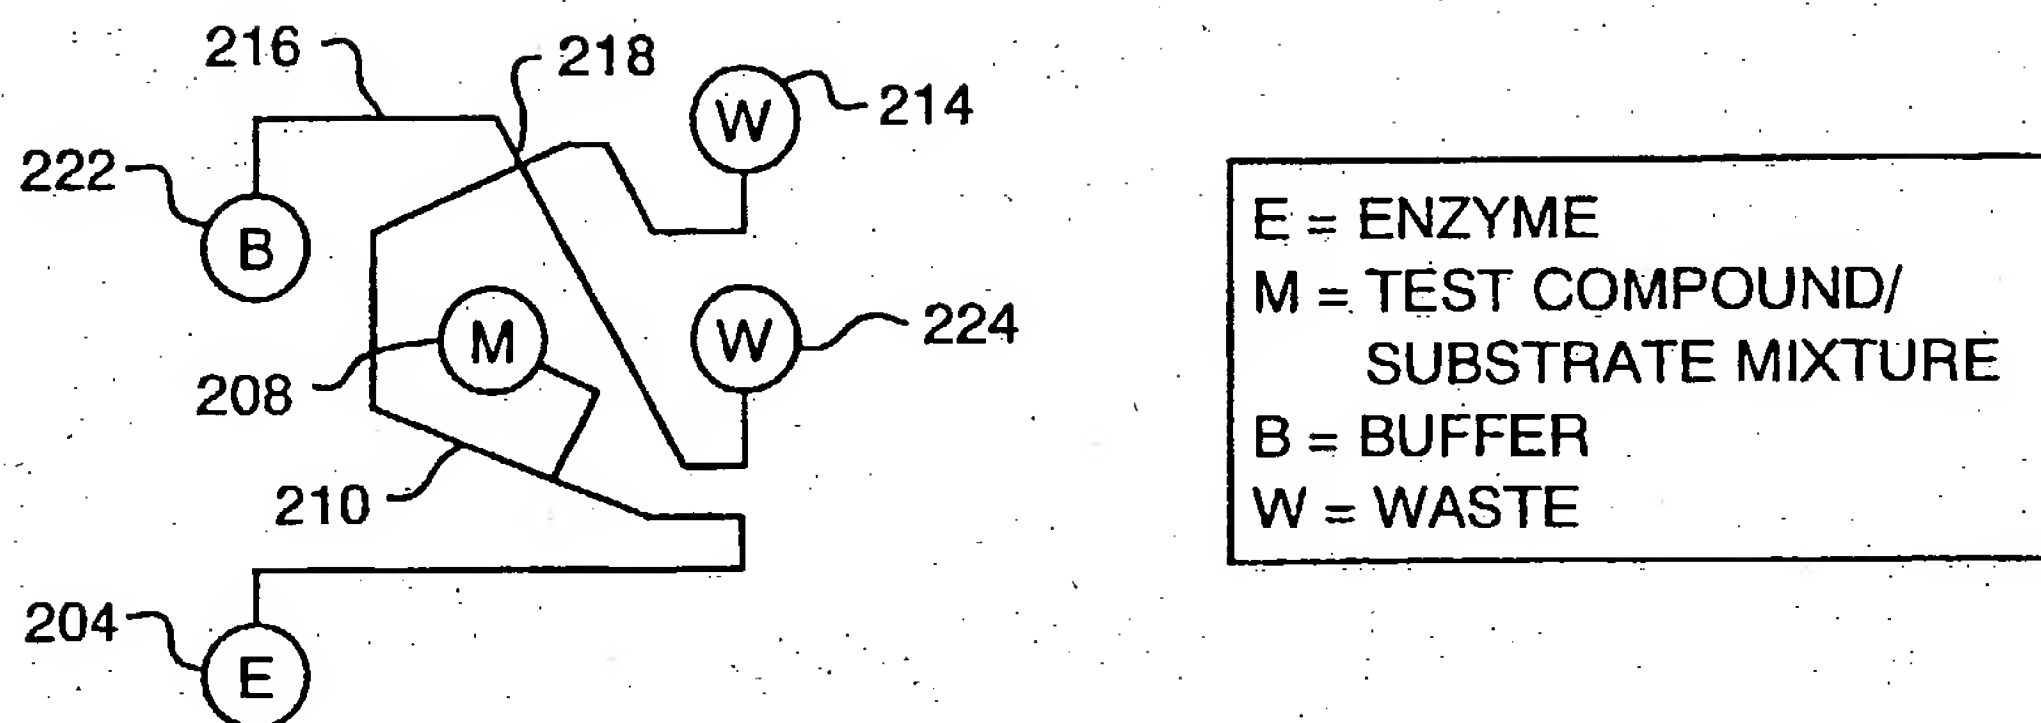 216
218
W
214
222
B
M
W
224
208
210
204
E
E = ENZYME
M = TEST COMPOUND/
SUBSTRATE MIXTURE
B = BUFFER
W = WASTE